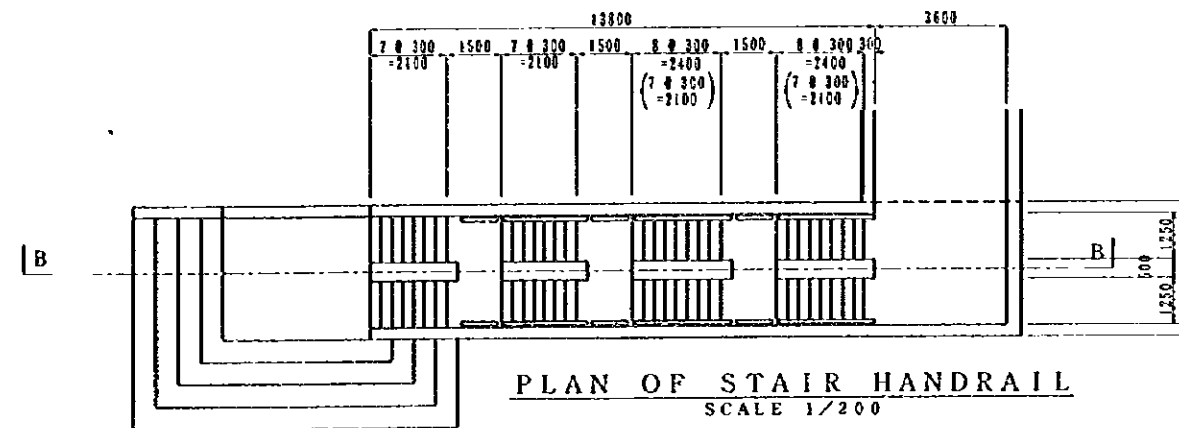 13800 3600
7 @ 300 1500 7 @ 300 1500 8 @ 300 1500 8 @ 300 300
=2100 =2100 =2400 =2400
(7 @ 300 (7 @ 300
=2100) =2100)
B B
1250
600
1250
PLAN OF STAIR HANDRAIL
SCALE 1/200